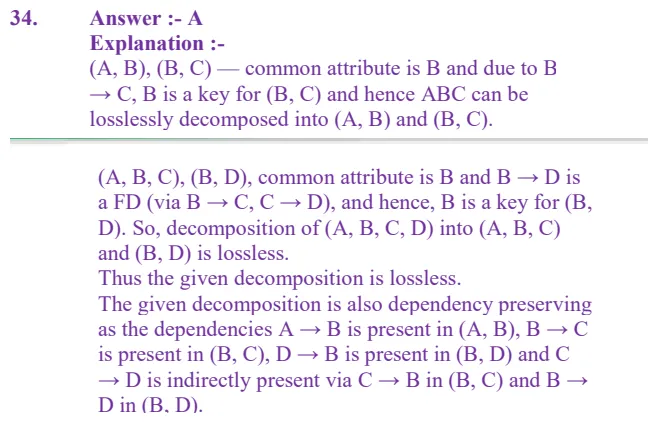 34. Answer :- A
Explanation :-
(A, B), (B, C) — common attribute is B and due to B
→ C, B is a key for (B, C) and hence ABC can be
losslessly decomposed into (A, B) and (B, C).
(A, B, C), (B, D), common attribute is B and B → D is
a FD (via B → C, C → D), and hence, B is a key for (B,
D). So, decomposition of (A, B, C, D) into (A, B, C)
and (B, D) is lossless.
Thus the given decomposition is lossless.
The given decomposition is also dependency preserving
as the dependencies A → B is present in (A, B), B → C
is present in (B, C), D → B is present in (B, D) and C
→ D is indirectly present via C → B in (B, C) and B →
D in (B, D).